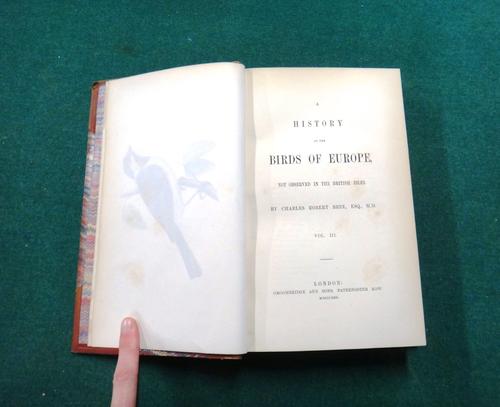 A
HISTORY
OF THE
BIRDS OF EUROPE,
NOT OBSERVED IN THE BRITISH ISLES.
BY CHARLES ROBERT BREE, ESQ., M.D.
VOL. III.
LONDON:
GROOMBRIDGE AND SONS, PATERNOSTER ROW.